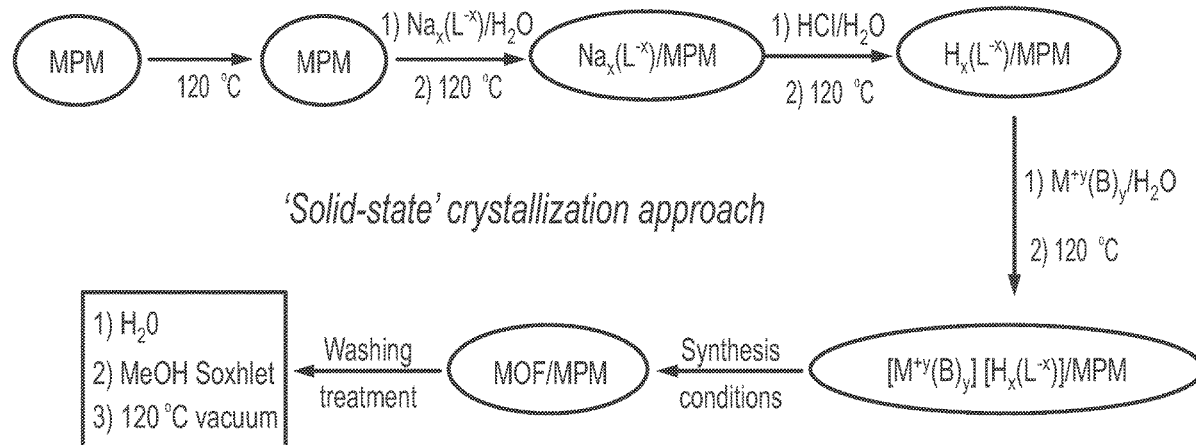 MPM
120 °C
MPM
1) Naₓ(L⁻ˣ)/H₂O
2) 120 °C
Naₓ(L⁻ˣ)/MPM
1) HCl/H₂O
2) 120 °C
Hₓ(L⁻ˣ)/MPM
1) M⁺ʸ(B)ᵧ/H₂O
2) 120 °C
'Solid-state' crystallization approach
[M⁺ʸ(B)ᵧ] [Hₓ(L⁻ˣ)]/MPM
Synthesis
conditions
MOF/MPM
Washing
treatment
1) H₂0
2) MeOH Soxhlet
3) 120 °C vacuum